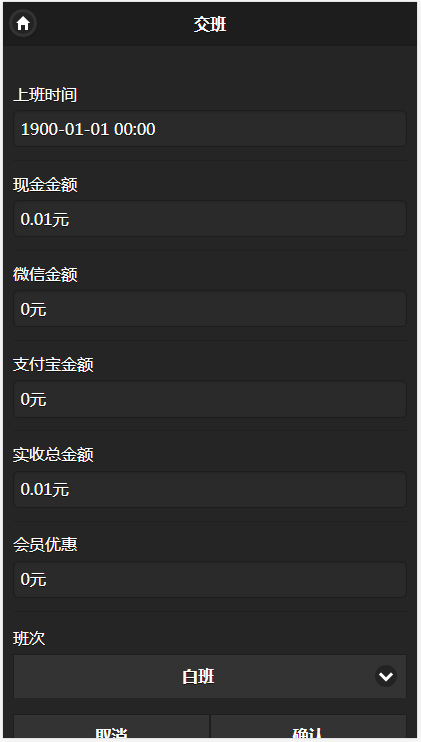 交班
上班时间
1900-01-01 00:00
现金金额
0.01元
微信金额
0元
支付宝金额
0元
实收总金额
0.01元
会员优惠
0元
班次
白班
取消 确认